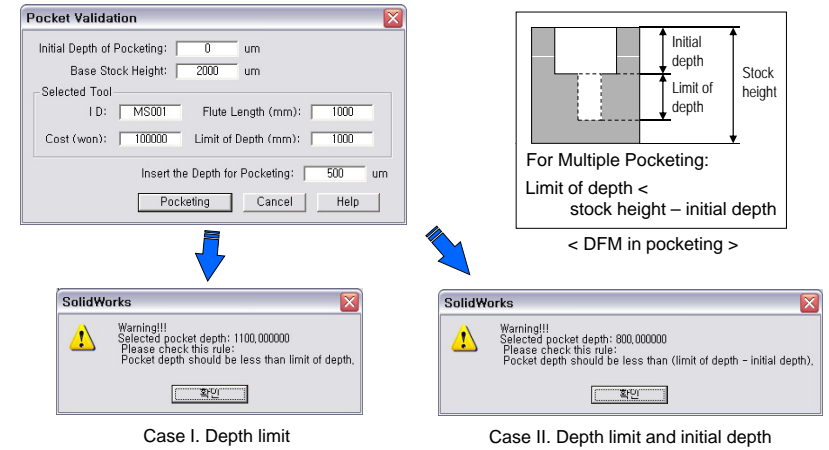 Pocket Validation
Initial Depth of Pocketing: 0 um
Base Stock Height: 2000 um
Selected Tool
I D: MS001 Flute Length (mm): 1000
Cost (won): 100000 Limit of Depth (mm): 1000
Insert the Depth for Pocketing: 500 um
Pocketing Cancel Help
Initial
depth
Limit of
depth
Stock
height
For Multiple Pocketing:
Limit of depth <
stock height – initial depth
< DFM in pocketing >
SolidWorks
Warning!!!
Selected pocket depth: 1100,000000
Please check this rule:
Pocket depth should be less than limit of depth,
확인
Case I. Depth limit
SolidWorks
Warning!!!
Selected pocket depth: 800,000000
Please check this rule:
Pocket depth should be less than (limit of depth - initial depth),
확인
Case II. Depth limit and initial depth